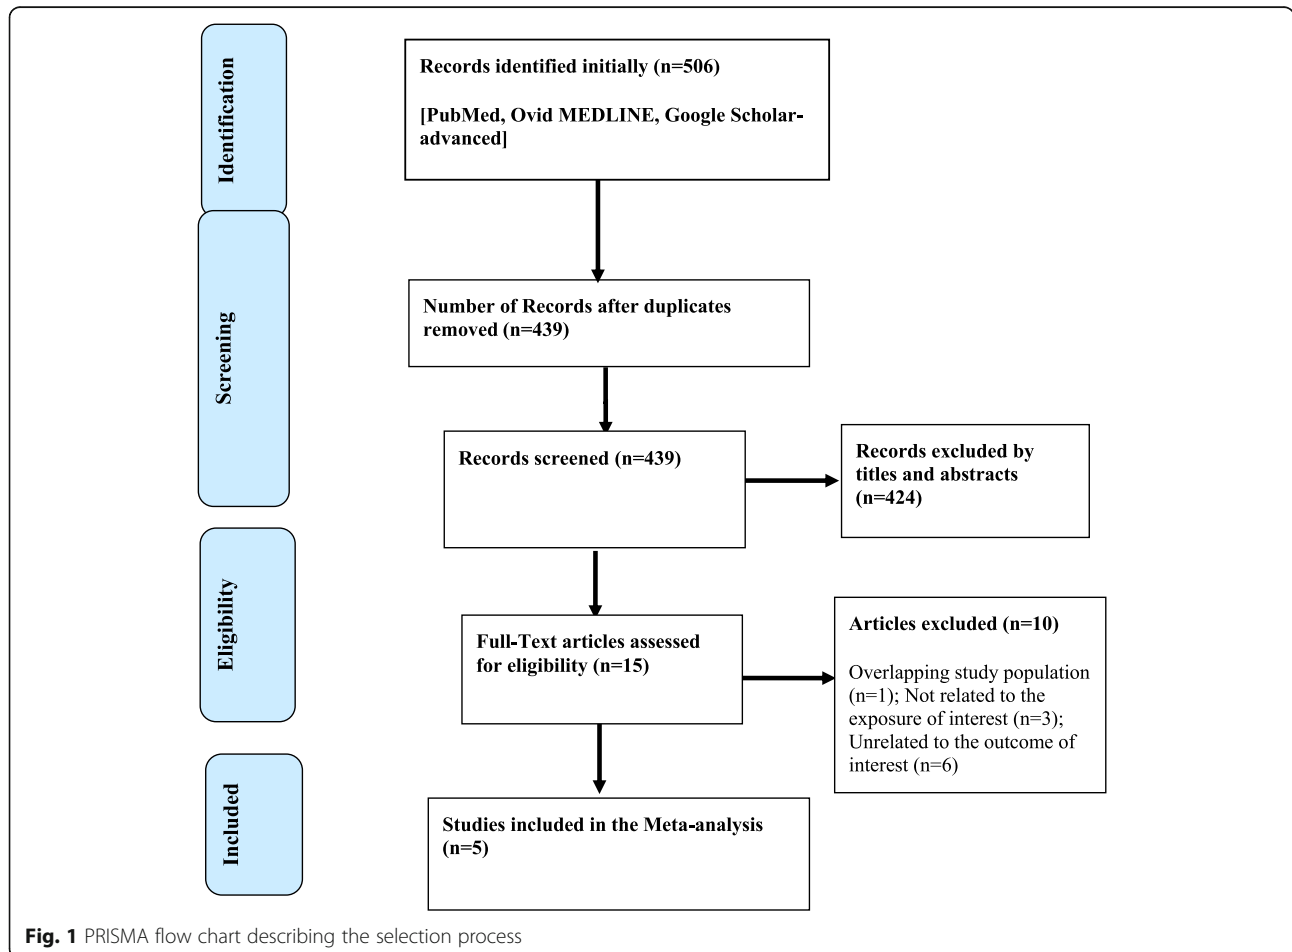 Identification
Records identified initially (n=506)
[PubMed, Ovid MEDLINE, Google Scholar-
advanced]
Screening
Number of Records after duplicates
removed (n=439)
Records screened (n=439)
Records excluded by
titles and abstracts
(n=424)
Eligibility
Full-Text articles assessed
for eligibility (n=15)
Articles excluded (n=10)
Overlapping study population
(n=1); Not related to the
exposure of interest (n=3);
Unrelated to the outcome of
interest (n=6)
Included
Studies included in the Meta-analysis
(n=5)
Fig. 1 PRISMA flow chart describing the selection process